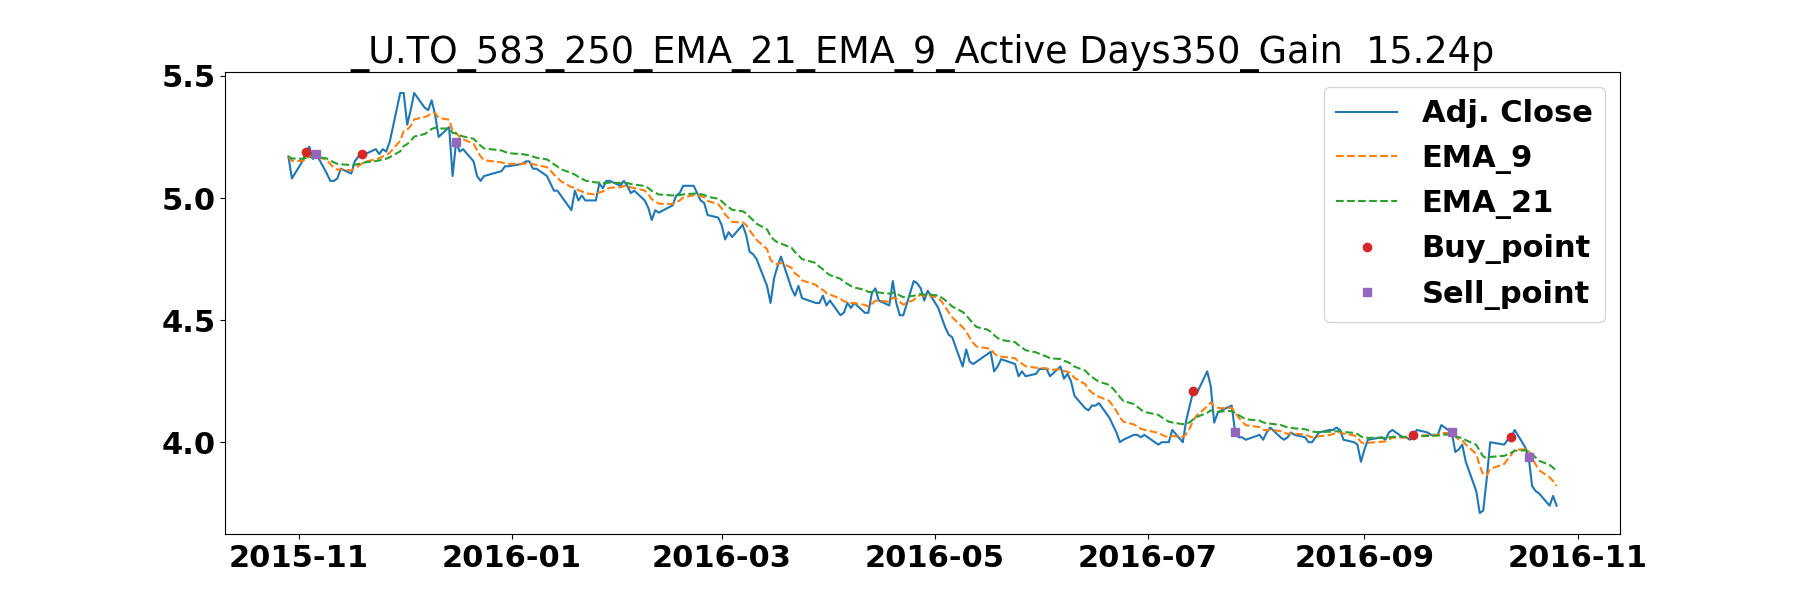 _U.TO_583_250_EMA_21_EMA_9_Active Days350_Gain  15.24p
5.5
5.0
4.5
4.0
2015-11
2016-01
2016-03
2016-05
2016-07
2016-09
2016-11
Adj. Close
EMA_9
EMA_21
Buy_point
Sell_point